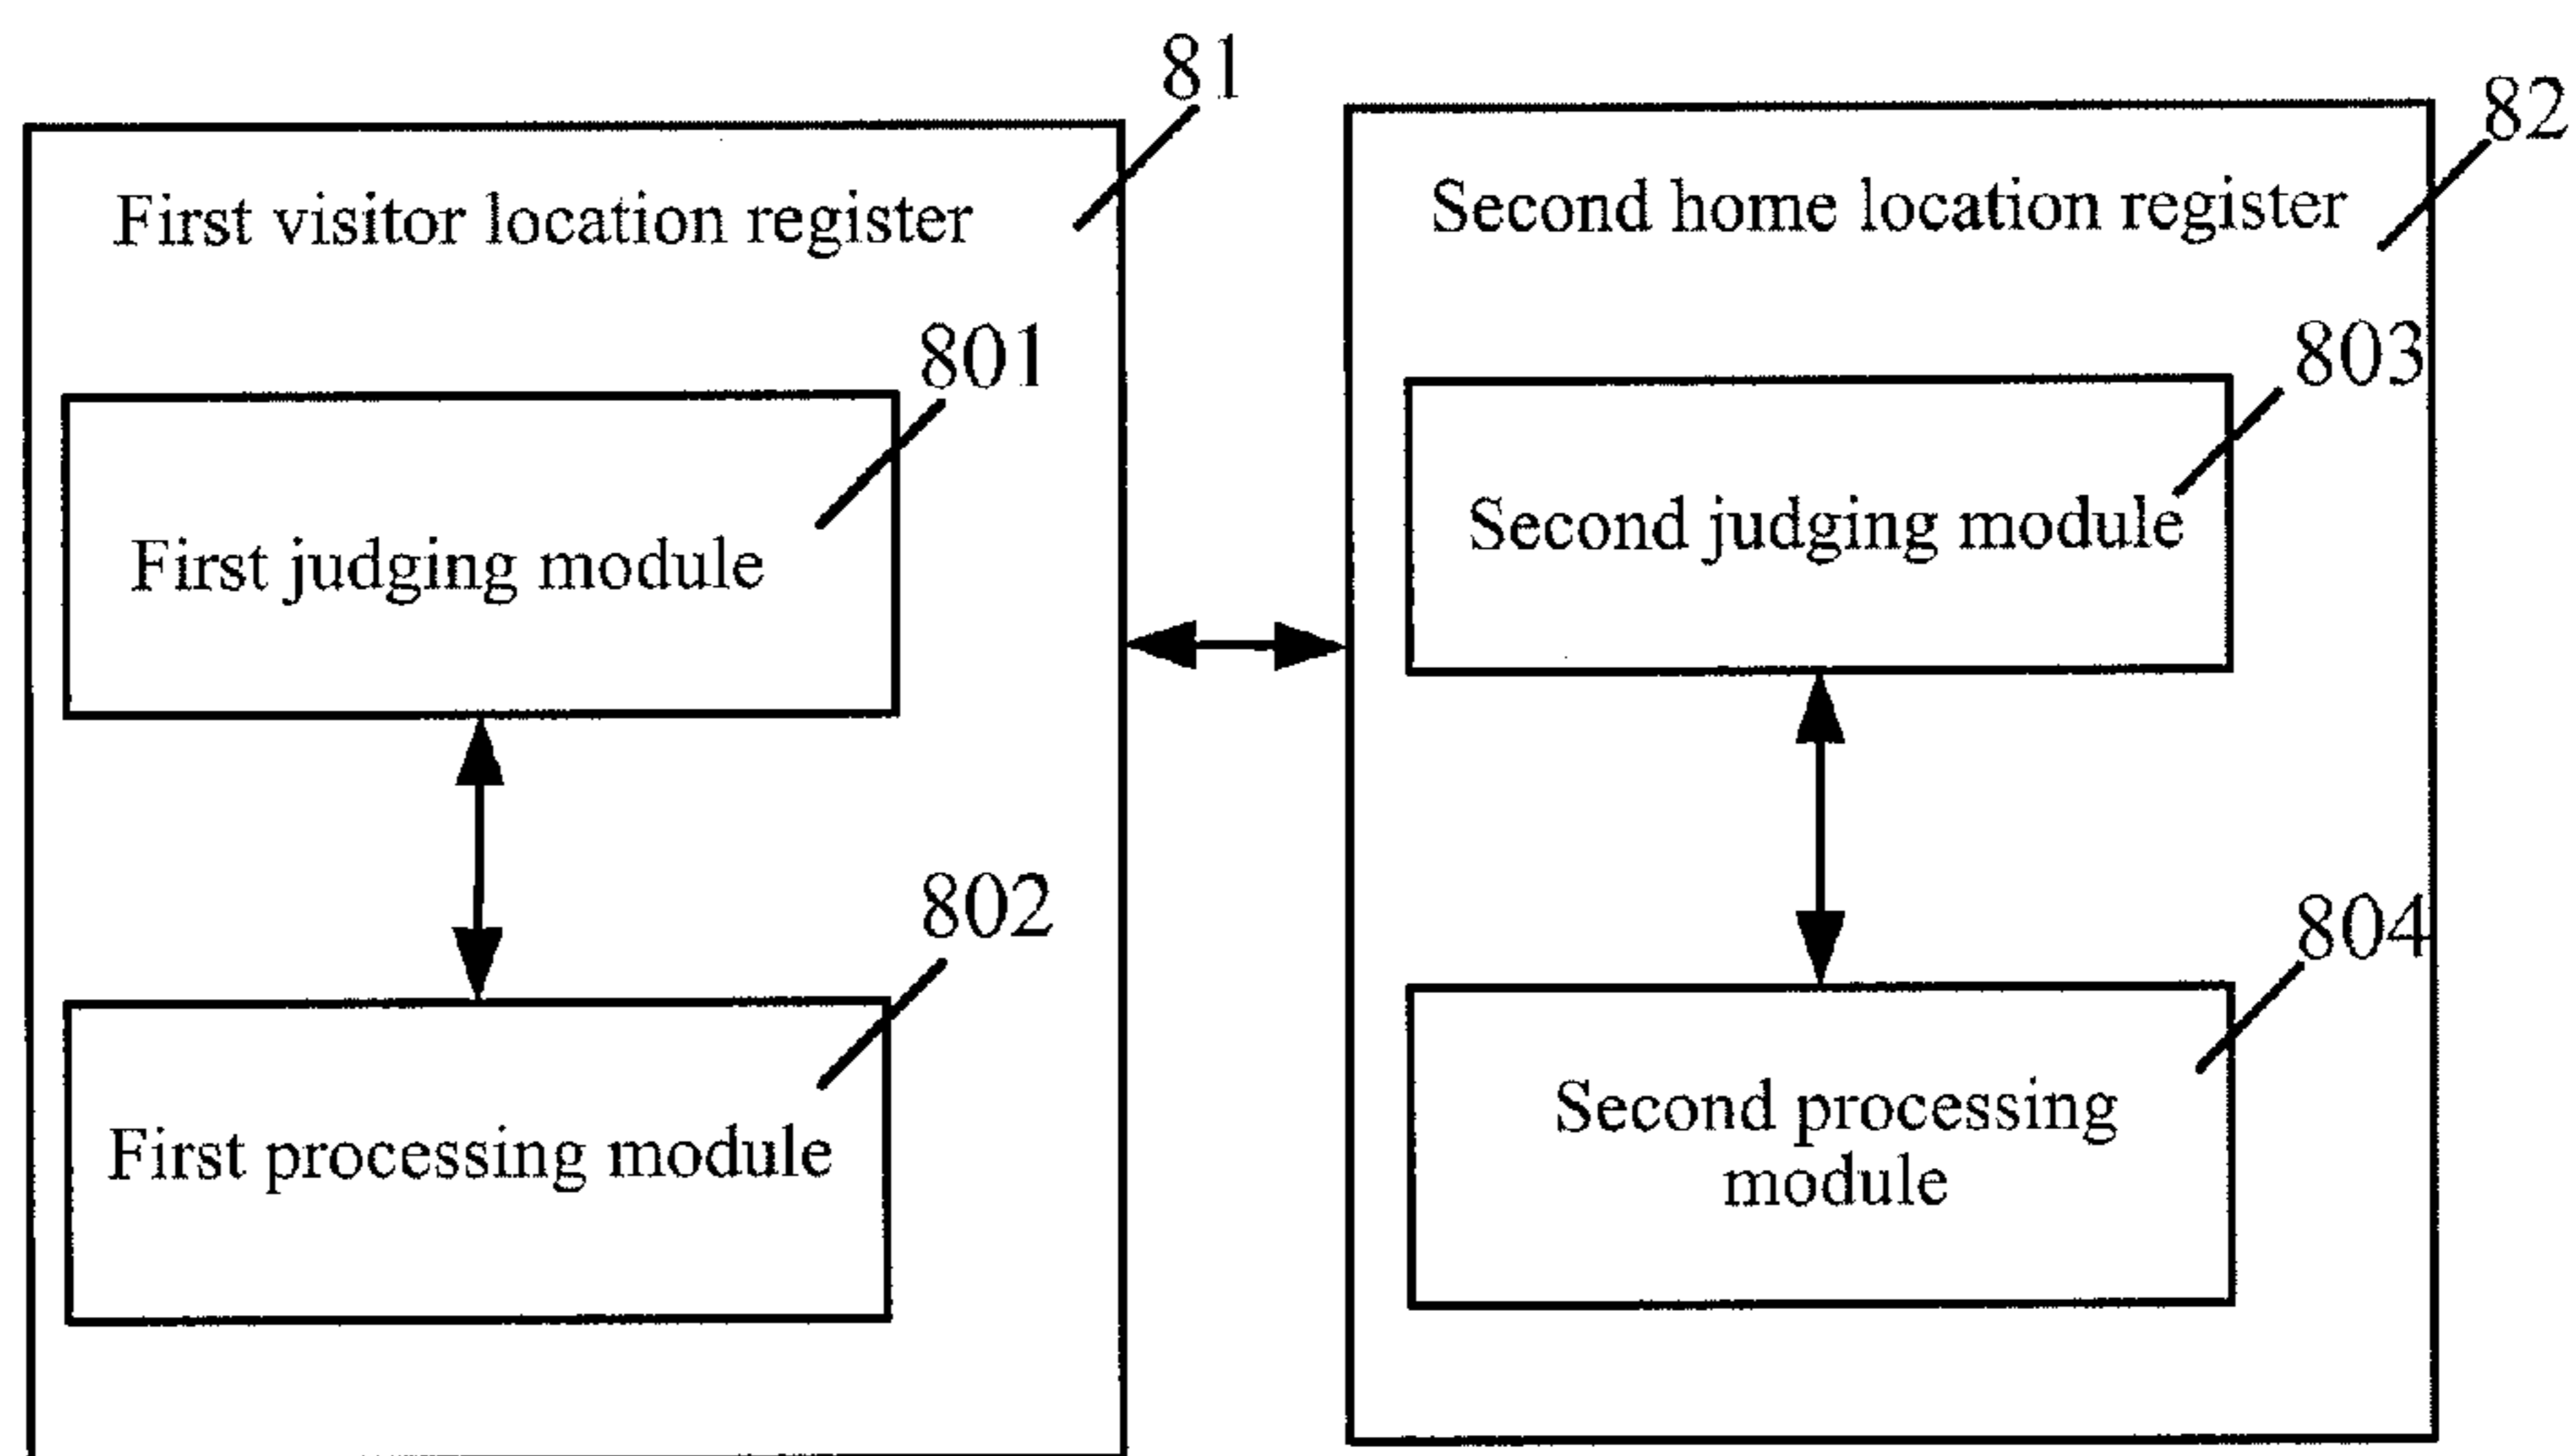 81
First visitor location register
801
First judging module
802
First processing module
82
Second home location register
803
Second judging module
804
Second processing
module